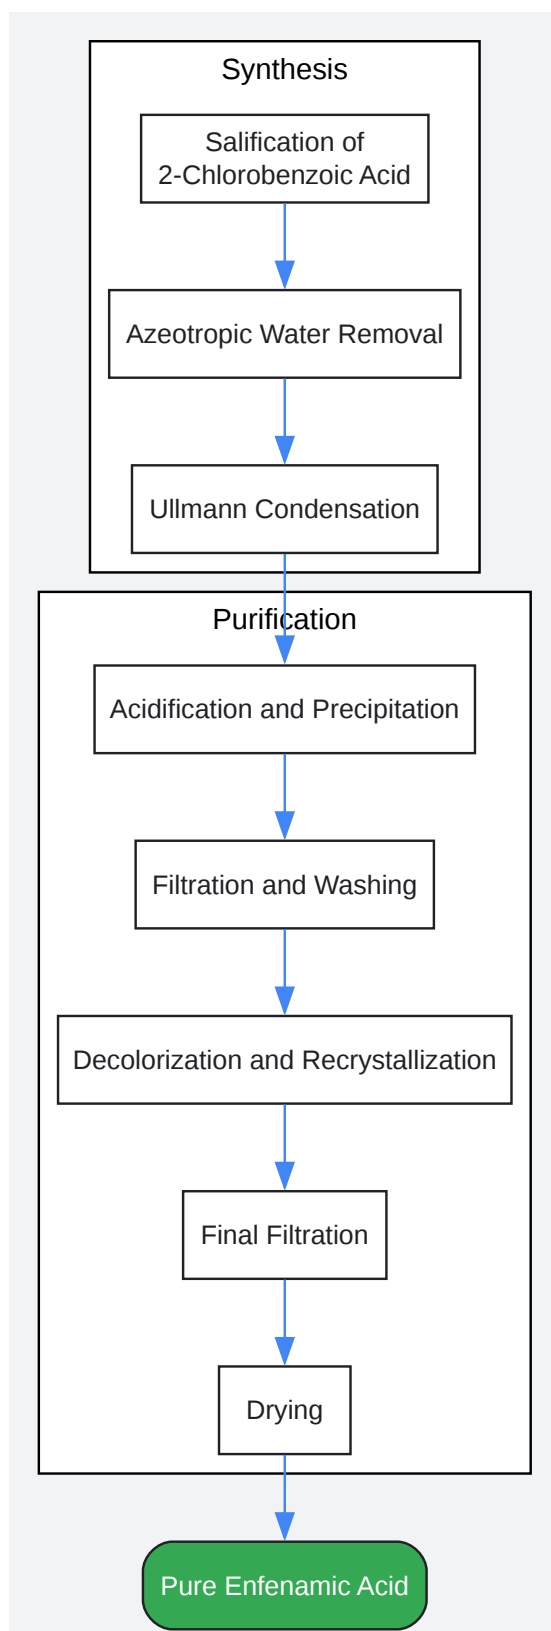 Synthesis
Salification of
2-Chlorobenzoic Acid
Azeotropic Water Removal
Ullmann Condensation
Purification
Acidification and Precipitation
Filtration and Washing
Decolorization and Recrystallization
Final Filtration
Drying
Pure Enfenamic Acid